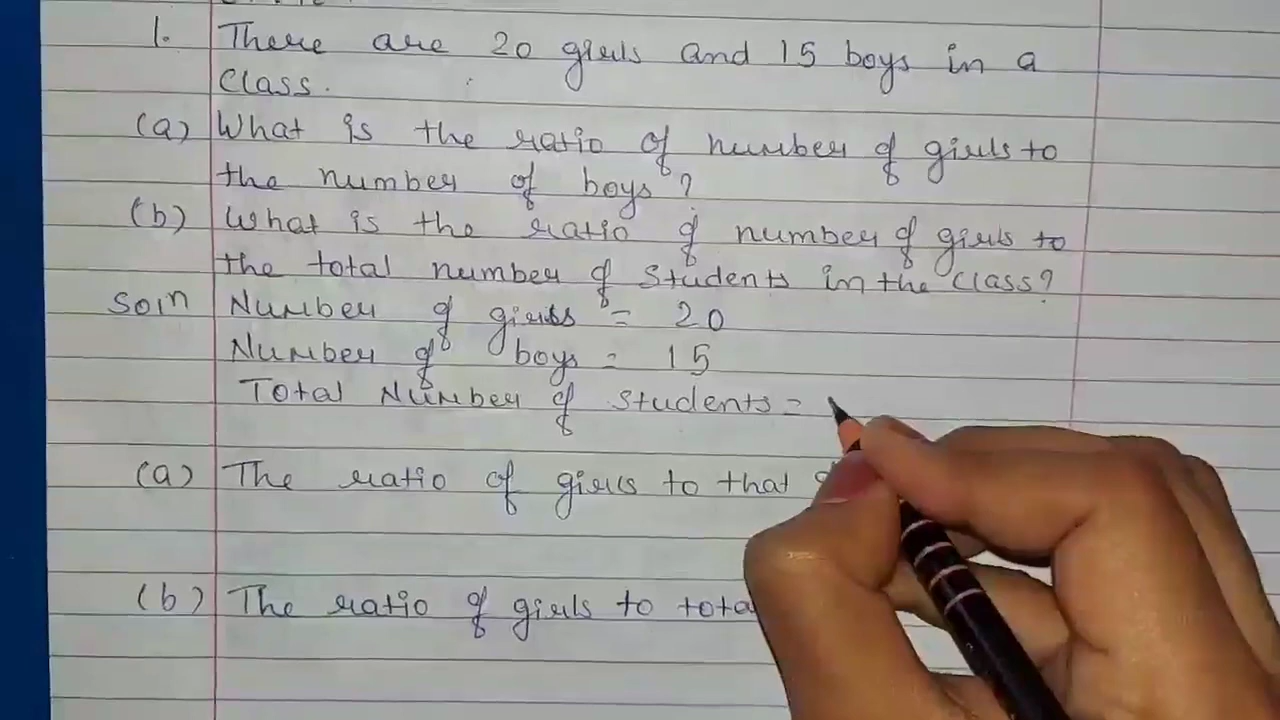 1. There are 20 girls and 15 boys in a
Class.
(a) What is the ratio of number of girls to
the number of boys?
(b) What is the ratio of number of girls to
the total number of Students in the Class?
Soln Number of girls = 20
Number of boys = 15
Total Number of Students =
(a) The ratio of girls to that
(b) The ratio of girls to total